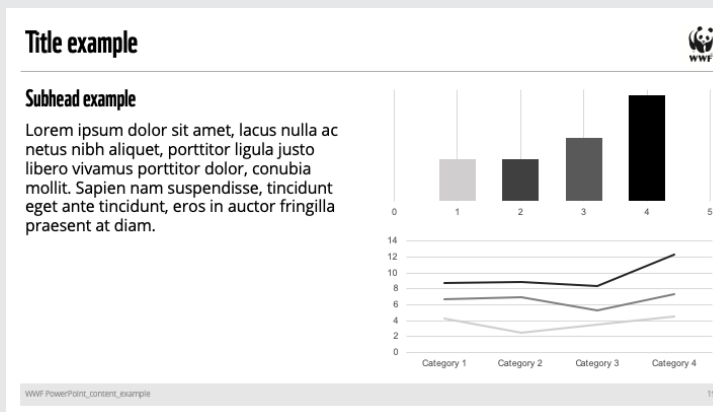 Title example
WWF
Subhead example
Lorem ipsum dolor sit amet, lacus nulla ac
netus nibh aliquet, porttitor ligula justo
libero vivamus porttitor dolor, conubia
mollit. Sapien nam suspendisse, tincidunt
eget ante tincidunt, eros in auctor fringilla
praesent at diam.
0 1 2 3 4 5
14
12
10
8
6
4
2
0
Category 1 Category 2 Category 3 Category 4
WWF PowerPoint_content_example